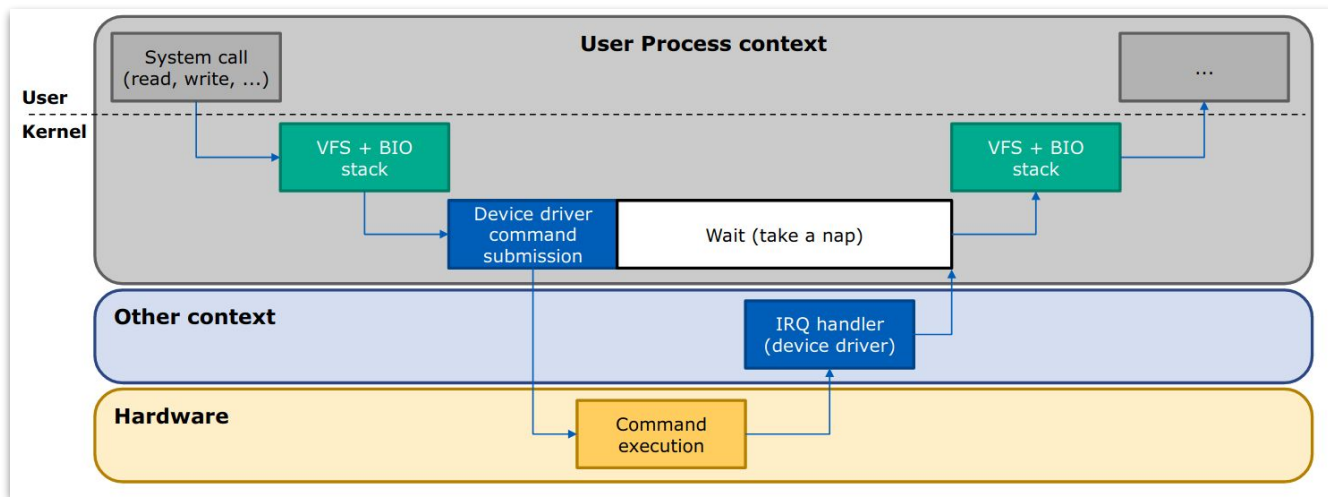 User Process context
System call
(read, write, ...)
...
User
Kernel
VFS + BIO
stack
VFS + BIO
stack
Device driver
command
submission
Wait (take a nap)
Other context
IRQ handler
(device driver)
Hardware
Command
execution